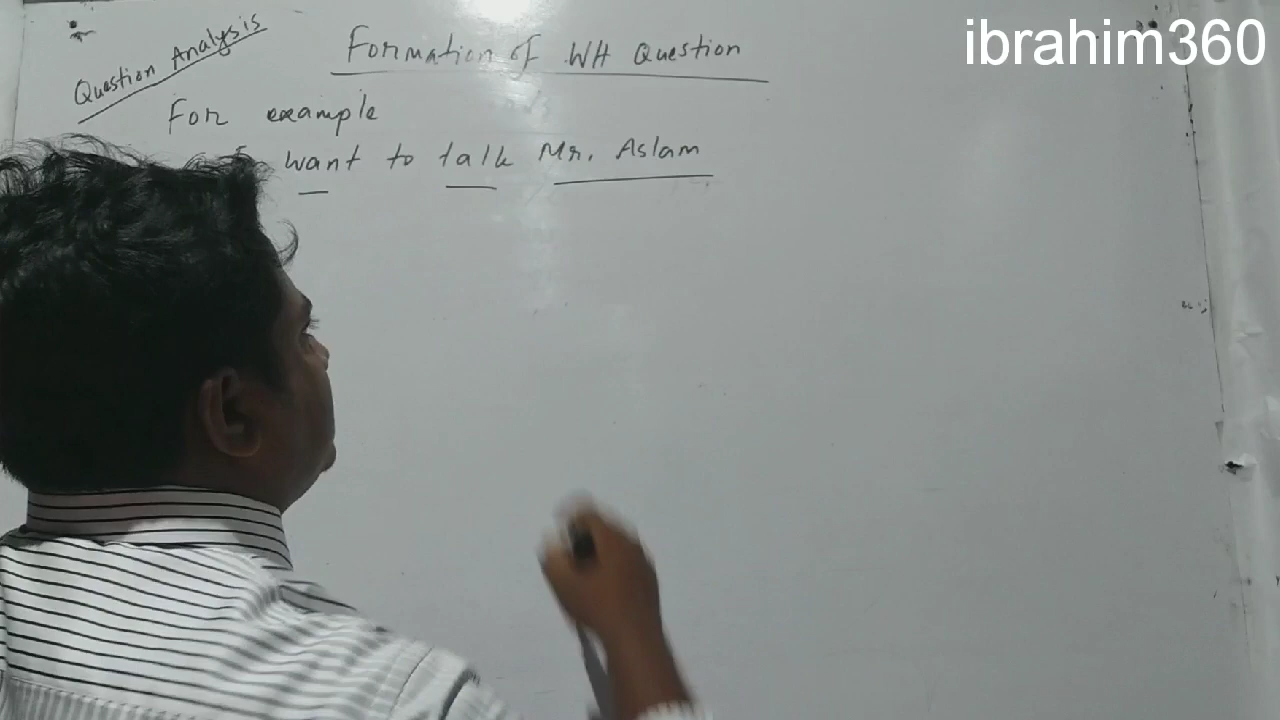 ibrahim360
Question Analysis
Formation of WH Question
For example
want to talk Mr. Aslam